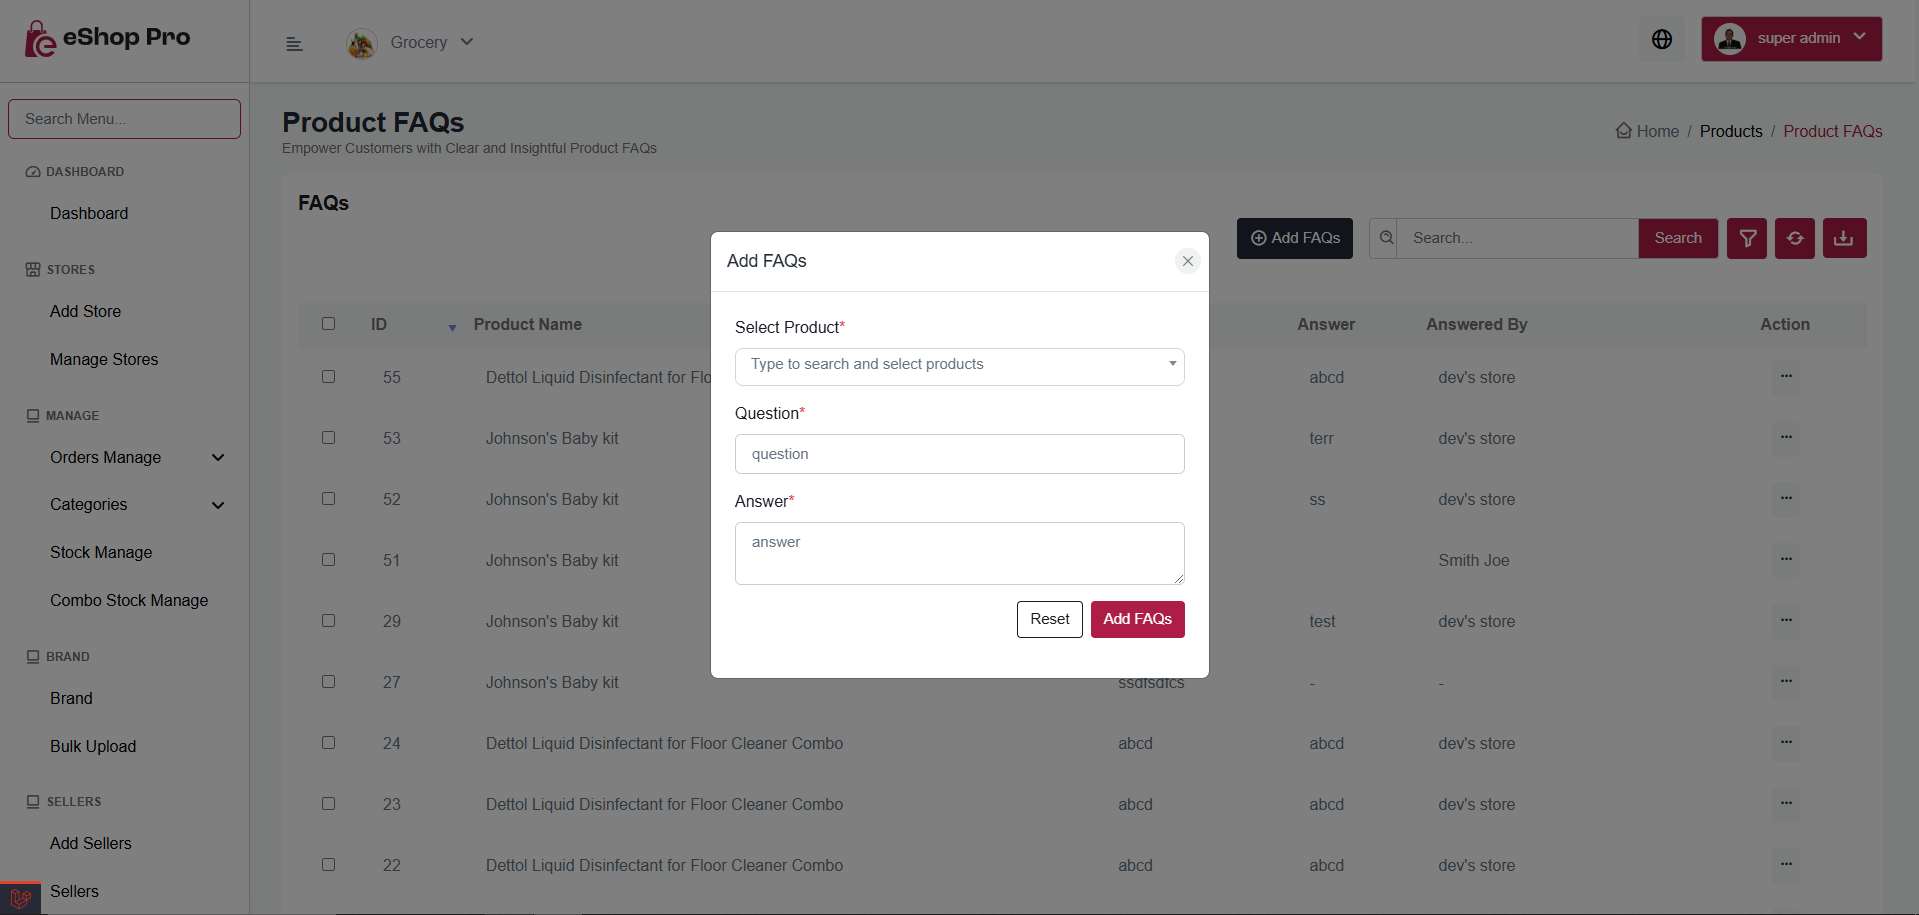 eShop Pro
Grocery
super admin
Search Menu...
DASHBOARD
Dashboard
STORES
Add Store
Manage Stores
MANAGE
Orders Manage
Categories
Stock Manage
Combo Stock Manage
BRAND
Brand
Bulk Upload
SELLERS
Add Sellers
Sellers
Product FAQs
Empower Customers with Clear and Insightful Product FAQs
Home / Products / Product FAQs
FAQs
Add FAQs Search... Search
ID Product Name Answer Answered By Action
55 Dettol Liquid Disinfectant for Flo abcd dev's store
53 Johnson's Baby kit terr dev's store
52 Johnson's Baby kit ss dev's store
51 Johnson's Baby kit Smith Joe
29 Johnson's Baby kit test dev's store
27 Johnson's Baby kit ssdfsdfcs - -
24 Dettol Liquid Disinfectant for Floor Cleaner Combo abcd abcd dev's store
23 Dettol Liquid Disinfectant for Floor Cleaner Combo abcd abcd dev's store
22 Dettol Liquid Disinfectant for Floor Cleaner Combo abcd abcd dev's store
Add FAQs
Select Product*
Type to search and select products
Question*
question
Answer*
answer
Reset Add FAQs